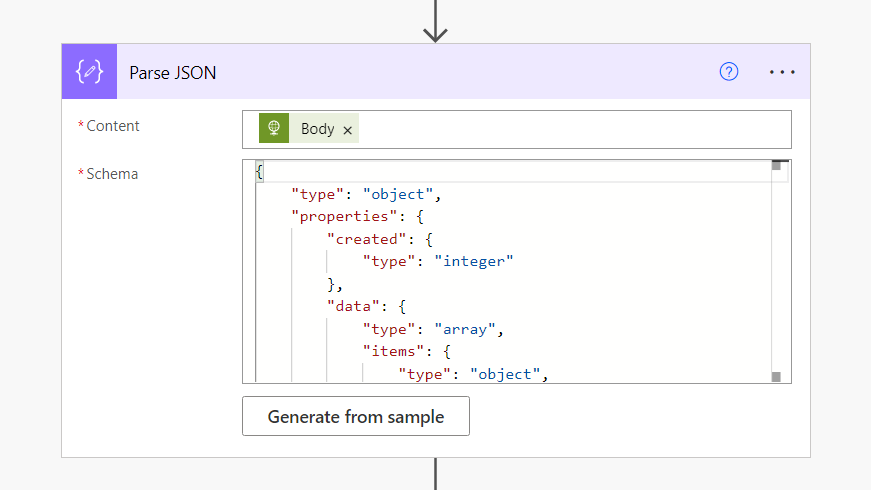 Parse JSON
? ...
* Content
Body ×
* Schema
{
"type": "object",
"properties": {
"created": {
"type": "integer"
},
"data": {
"type": "array",
"items": {
"type": "object",
Generate from sample